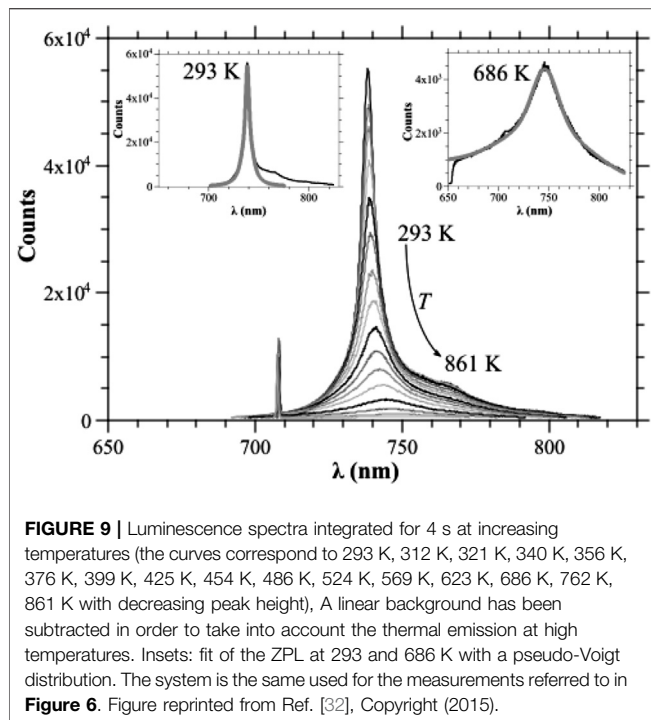 6x10⁴
4x10⁴
2x10⁴
0
Counts
650
700
750
800
λ (nm)
293 K
T
861 K
293 K
6x10⁴
4x10⁴
2x10⁴
0
Counts
700
750
800
λ (nm)
686 K
4x10³
2x10³
0
Counts
650
700
750
800
λ (nm)
FIGURE 9 | Luminescence spectra integrated for 4 s at increasing
temperatures (the curves correspond to 293 K, 312 K, 321 K, 340 K, 356 K,
376 K, 399 K, 425 K, 454 K, 486 K, 524 K, 569 K, 623 K, 686 K, 762 K,
861 K with decreasing peak height), A linear background has been
subtracted in order to take into account the thermal emission at high
temperatures. Insets: fit of the ZPL at 293 and 686 K with a pseudo-Voigt
distribution. The system is the same used for the measurements referred to in
Figure 6. Figure reprinted from Ref. [32], Copyright (2015).